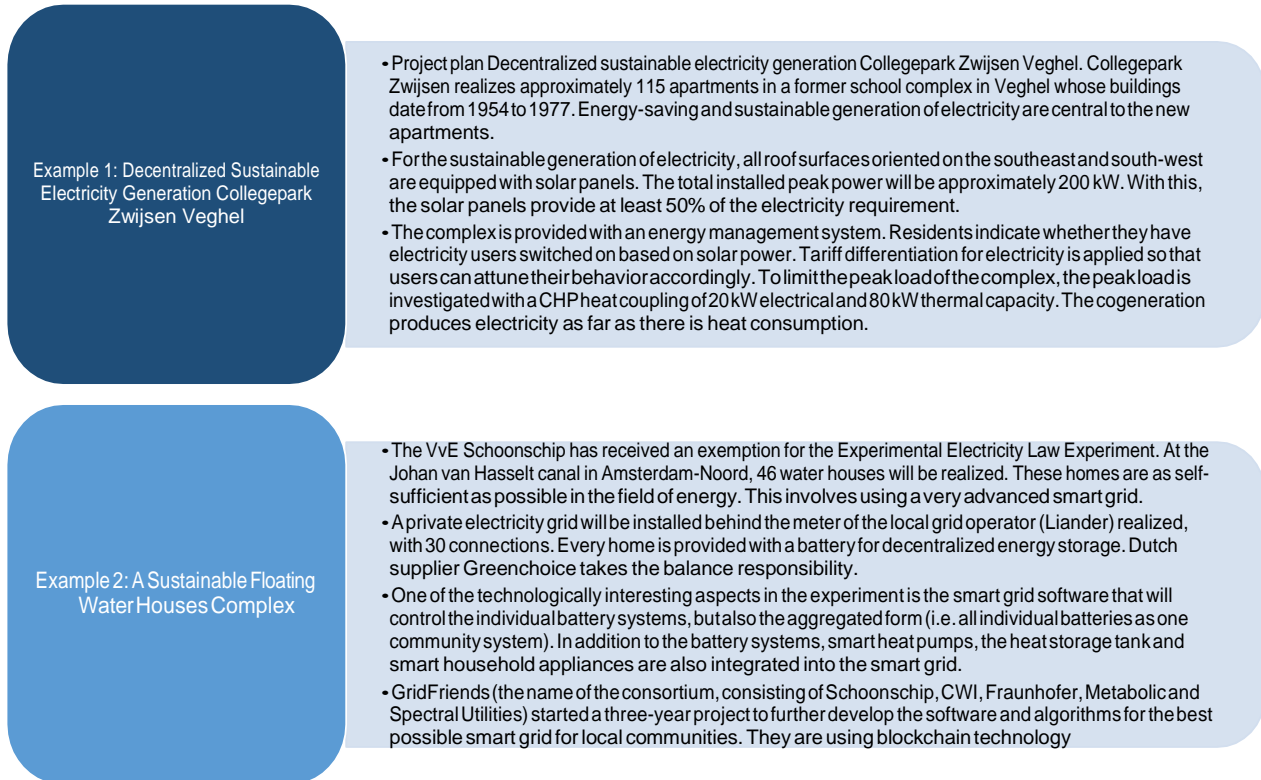 Example 1: Decentralized Sustainable
Electricity Generation Collegepark
Zwijsen Veghel
• Project plan Decentralized sustainable electricity generation Collegepark Zwijsen Veghel. Collegepark
Zwijsen realizes approximately 115 apartments in a former school complex in Veghel whose buildings
date from 1954 to 1977. Energy-saving and sustainable generation of electricity are central to the new
apartments.
• For the sustainable generation of electricity, all roof surfaces oriented on the southeast and south-west
are equipped with solar panels. The total installed peak power will be approximately 200 kW. With this,
the solar panels provide at least 50% of the electricity requirement.
• The complex is provided with an energy management system. Residents indicate whether they have
electricity users switched on based on solar power. Tariff differentiation for electricity is applied so that
users can attune their behavior accordingly. To limit the peak load of the complex, the peak load is
investigated with a CHP heat coupling of 20 kW electrical and 80 kW thermal capacity. The cogeneration
produces electricity as far as there is heat consumption.
Example 2: A Sustainable Floating
Water Houses Complex
• The VvE Schoonschip has received an exemption for the Experimental Electricity Law Experiment. At the
Johan van Hasselt canal in Amsterdam-Noord, 46 water houses will be realized. These homes are as self-
sufficient as possible in the field of energy. This involves using a very advanced smart grid.
• A private electricity grid will be installed behind the meter of the local grid operator (Liander) realized,
with 30 connections. Every home is provided with a battery for decentralized energy storage. Dutch
supplier Greenchoice takes the balance responsibility.
• One of the technologically interesting aspects in the experiment is the smart grid software that will
control the individual battery systems, but also the aggregated form (i.e. all individual batteries as one
community system). In addition to the battery systems, smart heat pumps, the heat storage tank and
smart household appliances are also integrated into the smart grid.
• GridFriends (the name of the consortium, consisting of Schoonschip, CWI, Fraunhofer, Metabolic and
Spectral Utilities) started a three-year project to further develop the software and algorithms for the best
possible smart grid for local communities. They are using blockchain technology